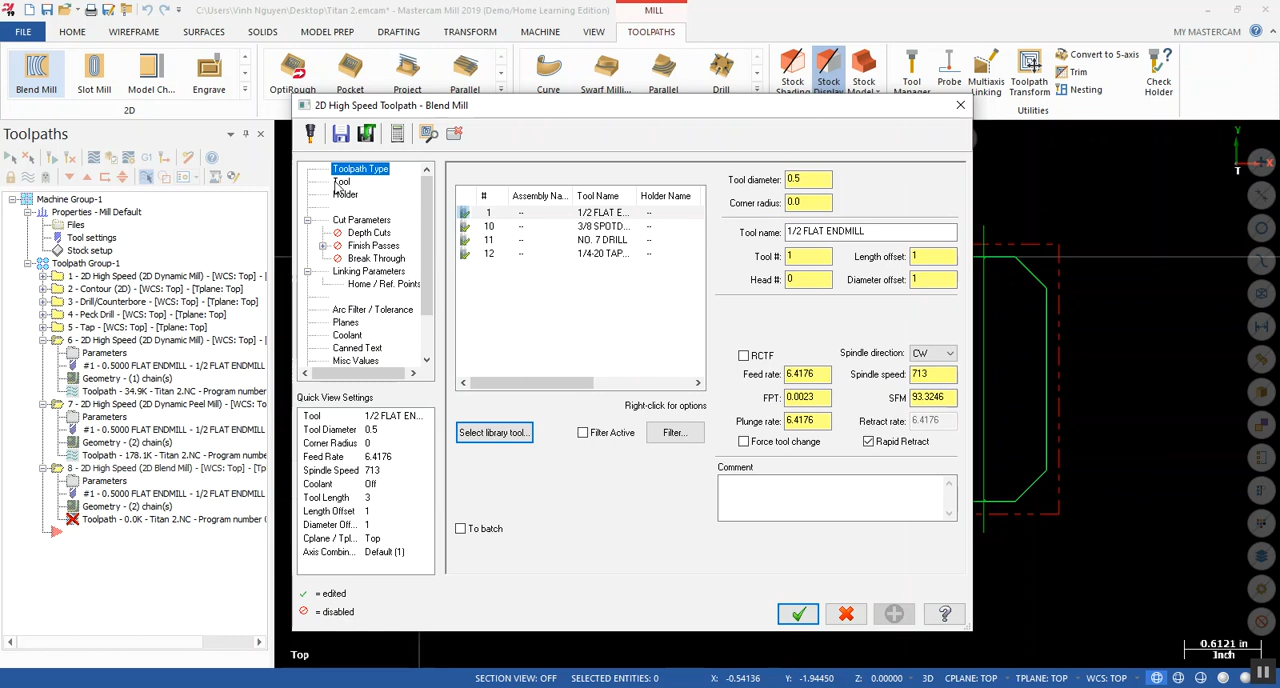 C:\Users\Vinh Nguyen\Desktop\Titan 2.emcam* - Mastercam Mill 2019 (Demo/Home Learning Edition)
MILL
FILE HOME WIREFRAME SURFACES SOLIDS MODEL PREP DRAFTING TRANSFORM MACHINE VIEW TOOLPATHS MY MASTERCAM
Blend Mill Slot Mill Model Ch... Engrave
2D
OptiRough Pocket Project Parallel
Curve Swarf Milling Parallel Drill
Stock Shading
Stock Display
Stock Model
Tool Manager
Probe
Multiaxis Linking
Toolpath Transform
Convert to 5-axis
Trim
Nesting
Check Holder
Utilities
Toolpaths
Machine Group-1
Properties - Mill Default
Files
Tool settings
Stock setup
Toolpath Group-1
1 - 2D High Speed (2D Dynamic Mill) - [WCS: Top]
2 - Contour (2D) - [WCS: Top] - [Tplane: Top]
3 - Drill/Counterbore - [WCS: Top] - [Tplane: Top]
4 - Peck Drill - [WCS: Top] - [Tplane: Top]
5 - Tap - [WCS: Top] - [Tplane: Top]
6 - 2D High Speed (2D Dynamic Mill) - [WCS: Top]
Parameters
#1 - 0.5000 FLAT ENDMILL - 1/2 FLAT ENDMILL
Geometry - (1) chain(s)
Toolpath - 34.9K - Titan 2.NC - Program number
7 - 2D High Speed (2D Dynamic Peel Mill) - [WCS:
Parameters
#1 - 0.5000 FLAT ENDMILL - 1/2 FLAT ENDMILL
Geometry - (2) chain(s)
Toolpath - 178.1K - Titan 2.NC - Program number
8 - 2D High Speed (2D Blend Mill) - [WCS: Top] - [Tp
Parameters
#1 - 0.5000 FLAT ENDMILL - 1/2 FLAT ENDMILL
Geometry - (2) chain(s)
Toolpath - 0.0K - Titan 2.NC - Program number 0
2D High Speed Toolpath - Blend Mill
Toolpath Type
Tool
Holder
Cut Parameters
Depth Cuts
Finish Passes
Break Through
Linking Parameters
Home / Ref. Points
Arc Filter / Tolerance
Planes
Coolant
Canned Text
Misc Values
Quick View Settings
Tool 1/2 FLAT EN...
Tool Diameter 0.5
Corner Radius 0
Feed Rate 6.4176
Spindle Speed 713
Coolant Off
Tool Length 3
Length Offset 1
Diameter Off... 1
Cplane / Tpl... Top
Axis Combin... Default (1)
= edited
= disabled
# Assembly Na... Tool Name Holder Name
1 -- 1/2 FLAT E... --
10 -- 3/8 SPOTD... --
11 -- NO. 7 DRILL --
12 -- 1/4-20 TAP... --
Right-click for options
Select library tool...
Filter Active
Filter...
To batch
Tool diameter: 0.5
Corner radius: 0.0
Tool name: 1/2 FLAT ENDMILL
Tool #: 1 Length offset: 1
Head #: 0 Diameter offset: 1
RCTF Spindle direction: CW
Feed rate: 6.4176 Spindle speed: 713
FPT: 0.0023 SFM 93.3246
Plunge rate: 6.4176 Retract rate: 6.4176
Force tool change Rapid Retract
Comment
Y
X
T
Top
0.6121 in
Inch
SECTION VIEW: OFF SELECTED ENTITIES: 0 X: -0.54136 Y: -1.94450 Z: 0.00000 3D CPLANE: TOP TPLANE: TOP WCS: TOP